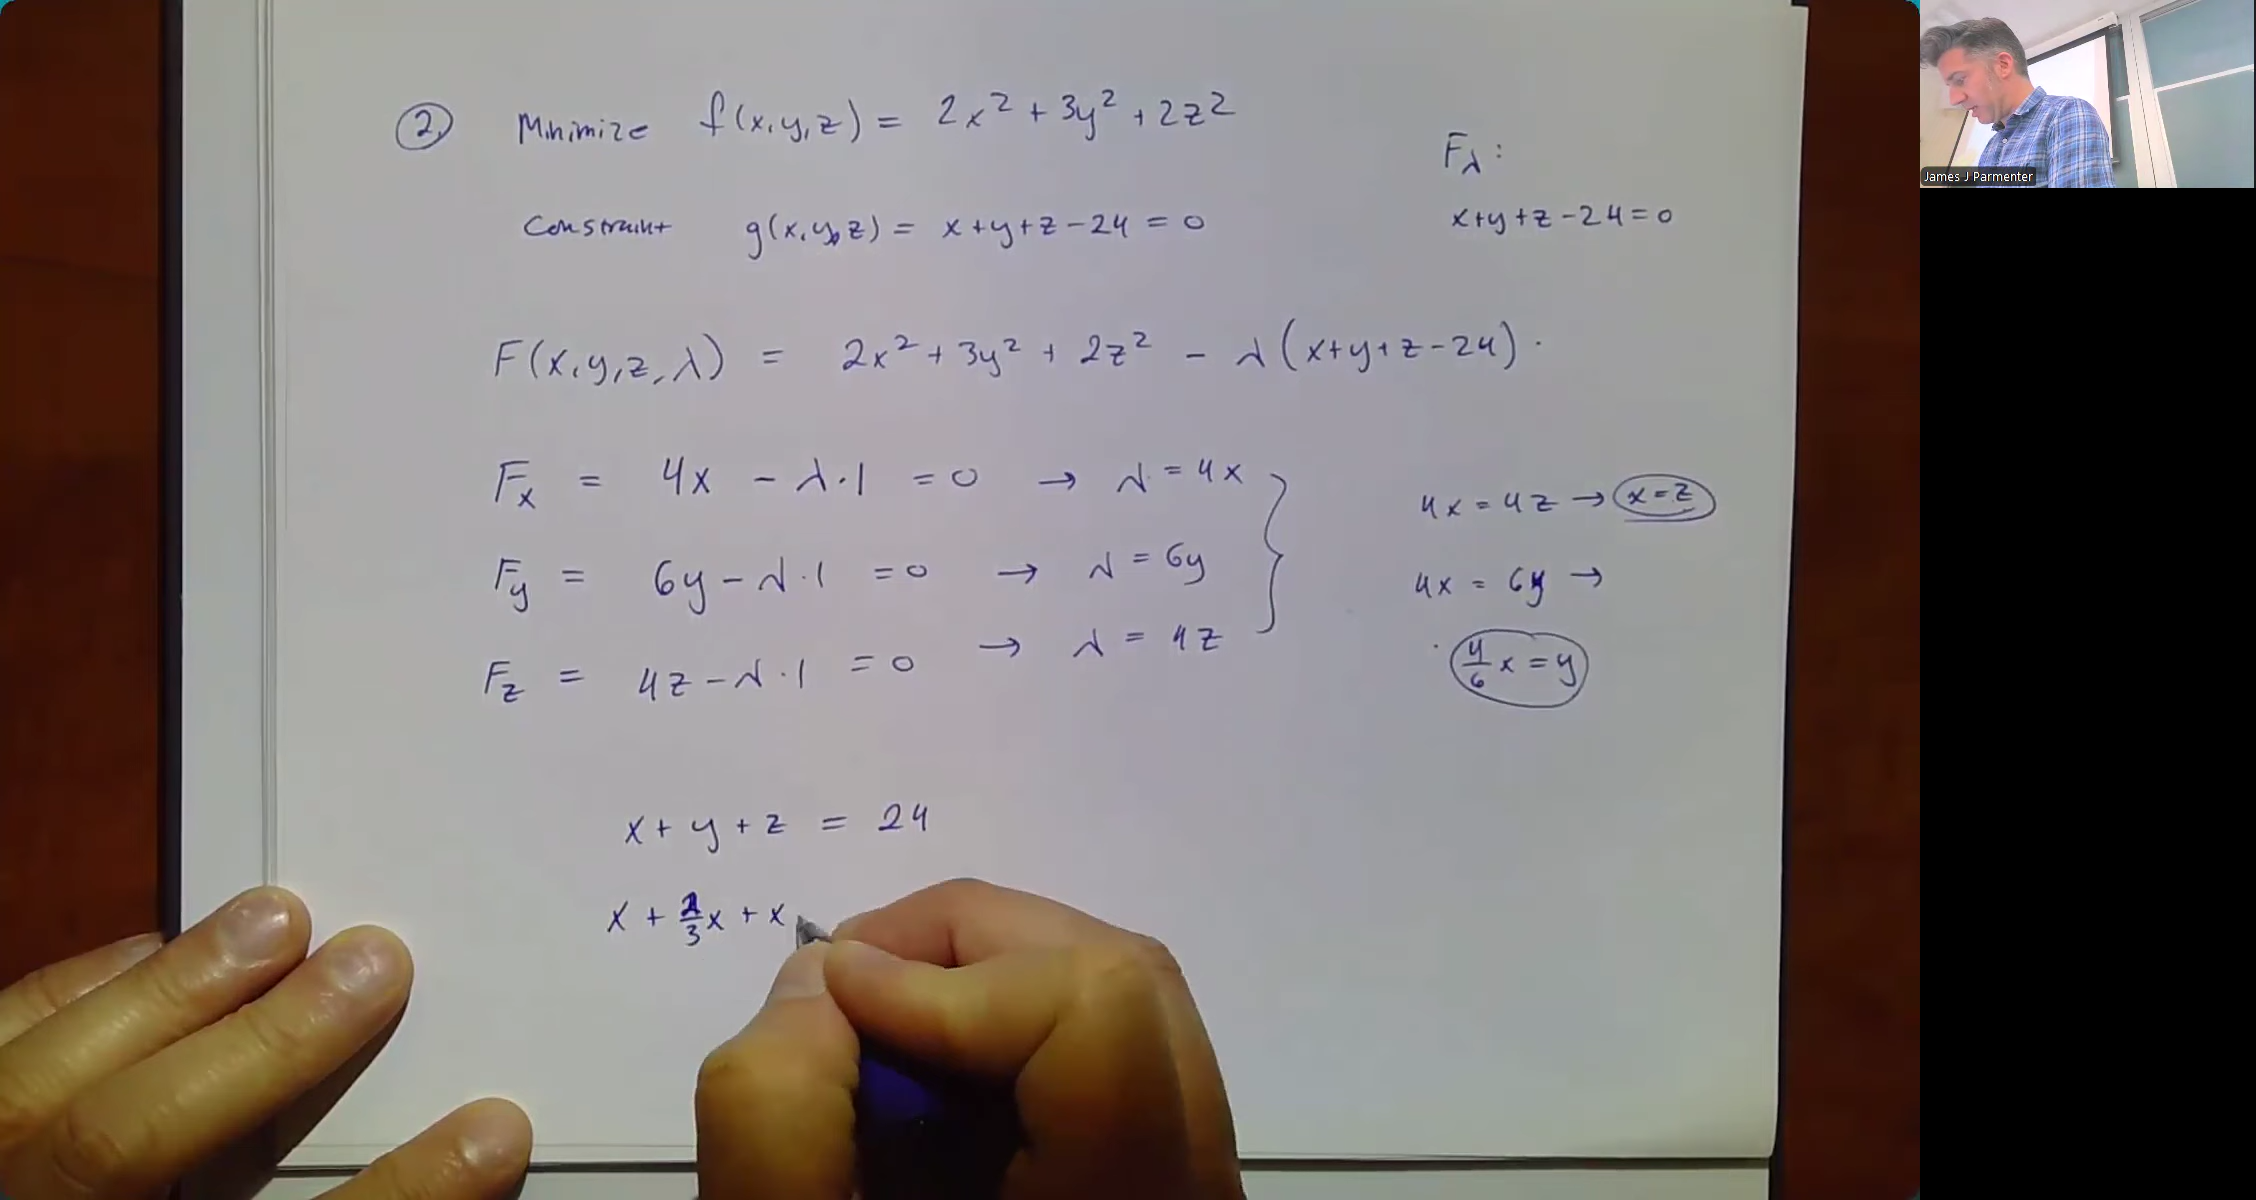 ② Minimize f(x,y,z) = 2x² + 3y² + 2z²
Constraint g(x,y,z) = x+y+z-24 = 0
F(x,y,z,λ) = 2x² + 3y² + 2z² - λ(x+y+z-24).
Fx = 4x - λ·1 = 0 → λ = 4x
Fy = 6y - λ·1 = 0 → λ = 6y
Fz = 4z - λ·1 = 0 → λ = 4z
x + y + z = 24
x + 2/3 x + x
Fλ:
x+y+z-24=0
4x = 4z → x=z
4x = 6y →
4/6 x = y
James J Parmenter